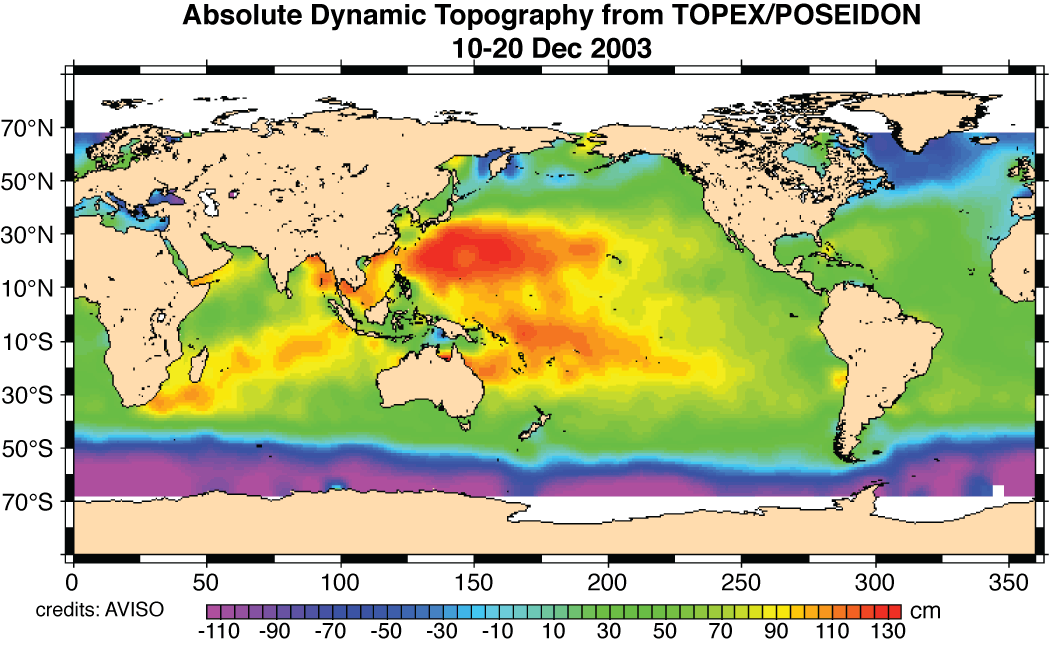 Absolute Dynamic Topography from TOPEX/POSEIDON
10-20 Dec 2003
70°N
50°N
30°N
10°N
10°S
30°S
50°S
70°S
0 50 100 150 200 250 300 350
credits: AVISO
cm
-110 -90 -70 -50 -30 -10 10 30 50 70 90 110 130